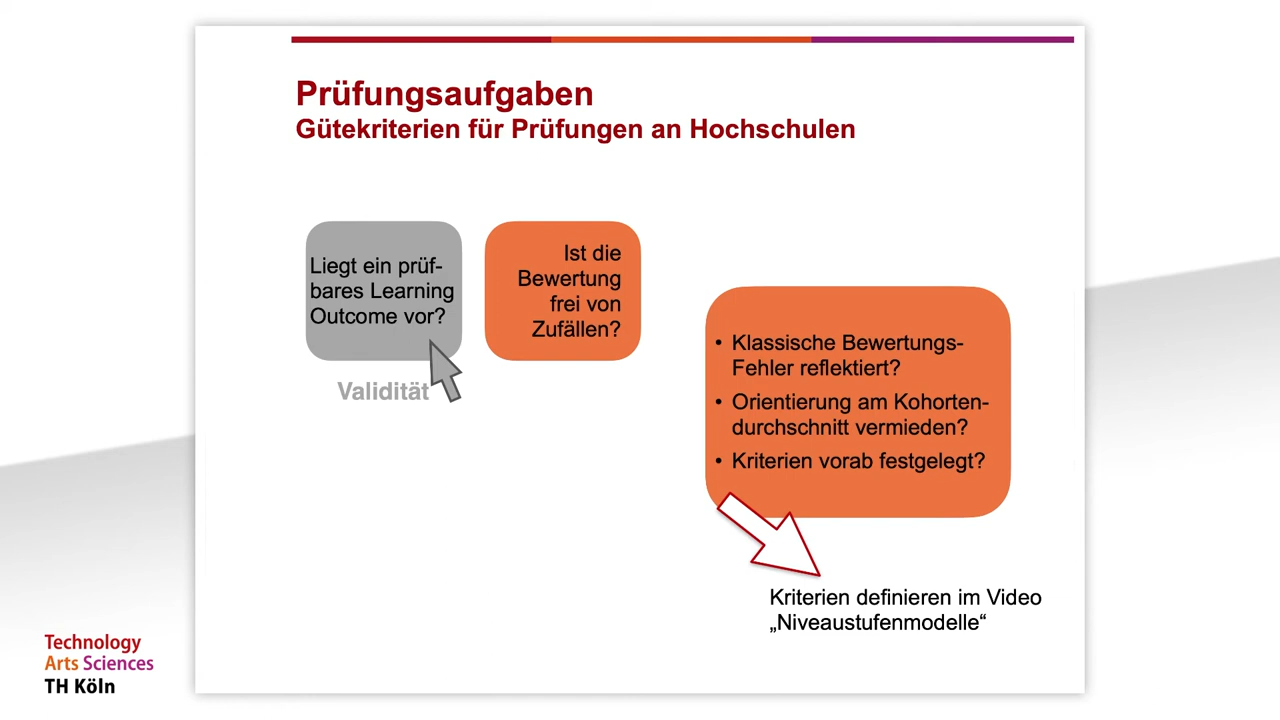 Prüfungsaufgaben
Gütekriterien für Prüfungen an Hochschulen
Liegt ein prüf-
bares Learning
Outcome vor?
Validität
Ist die
Bewertung
frei von
Zufällen?
• Klassische Bewertungs-
Fehler reflektiert?
• Orientierung am Kohorten-
durchschnitt vermieden?
• Kriterien vorab festgelegt?
Kriterien definieren im Video
„Niveaustufenmodelle“
Technology
Arts Sciences
TH Köln